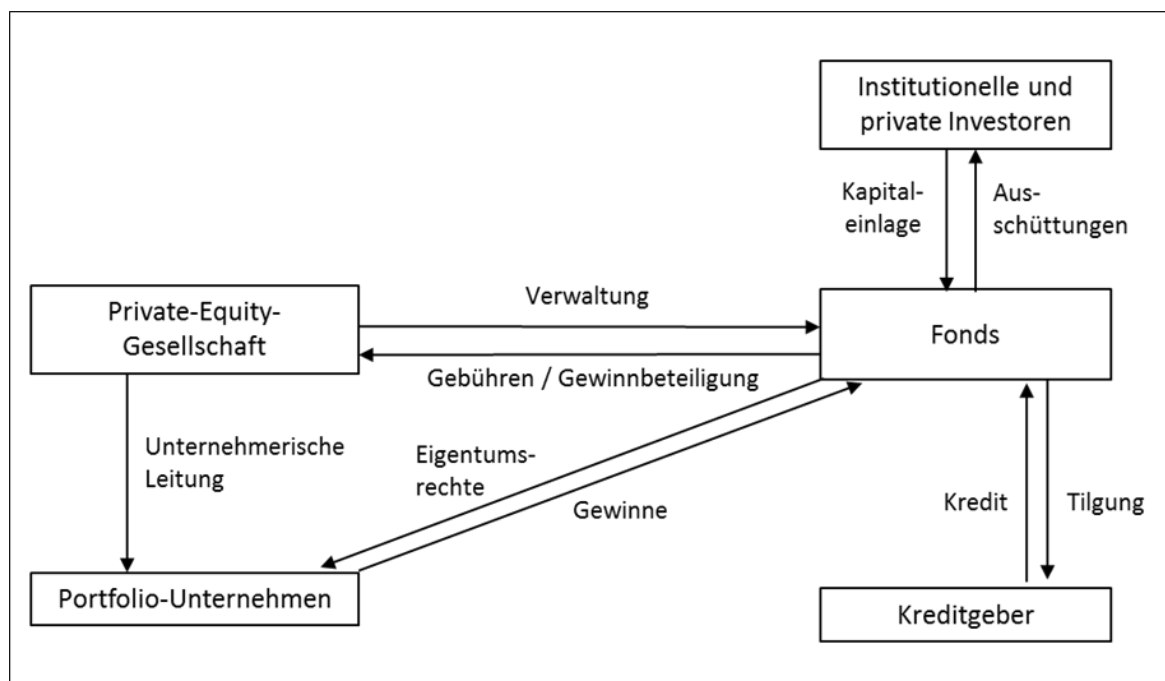 Institutionelle und
private Investoren
Kapital-
einlage
Aus-
schüttungen
Private-Equity-
Gesellschaft
Verwaltung
Fonds
Gebühren / Gewinnbeteiligung
Unternehmerische
Leitung
Eigentums-
rechte
Gewinne
Kredit
Tilgung
Portfolio-Unternehmen
Kreditgeber